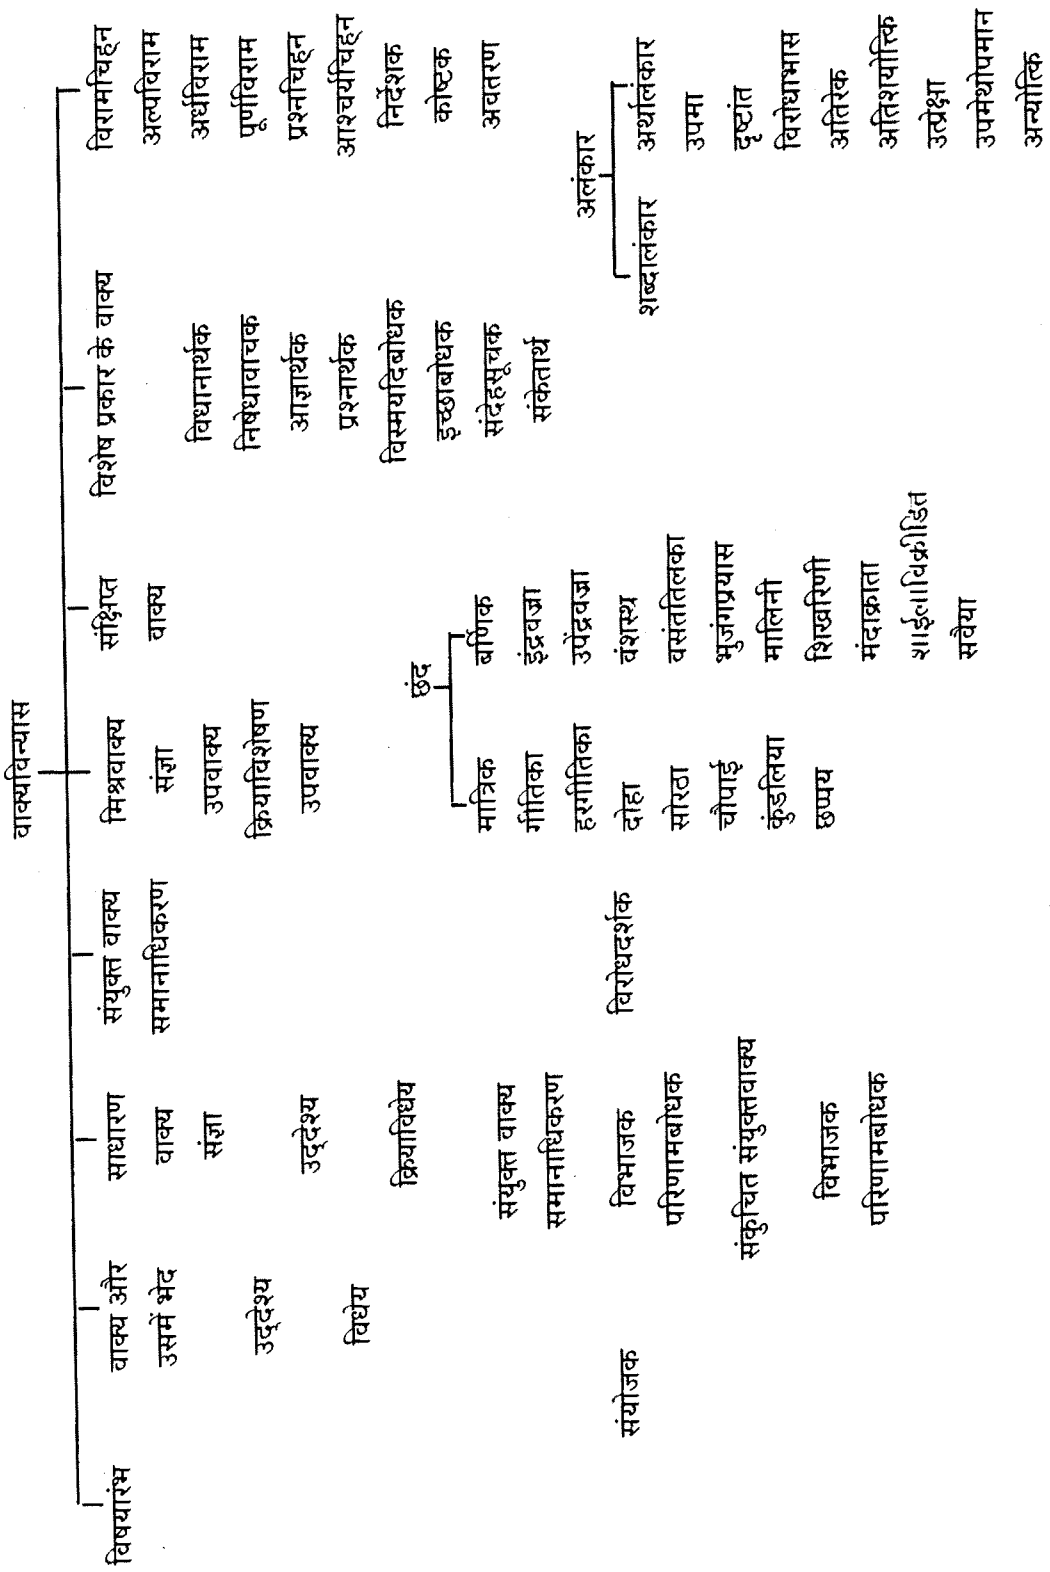 वाक्यविन्यास
विषयारंभ
वाक्य और
उसमें भेद
उद्देश्य
विधेय
साधारण
वाक्य
संज्ञा
उद्देश्य
क्रियाविधेय
संयुक्त वाक्य
समानाधिकरण
मिश्रवाक्य
संज्ञा
उपवाक्य
क्रियाविशेषण
उपवाक्य
संक्षिप्त
वाक्य
विशेष प्रकार के वाक्य
विधानार्थक
निषेधावाचक
आज्ञार्थक
प्रश्नार्थक
विस्मयदिबोधक
इच्छाबोधक
संदेहसूचक
संकेतार्थ
विरामचिह्न
अल्पविराम
अर्धविराम
पूर्णविराम
प्रश्नचिह्न
आश्चर्यचिह्न
निर्देशक
कोष्टक
अवतरण
संयुक्त वाक्य
समानाधिकरण
संयोजक
विभाजक
विरोधदर्शक
परिणामबोधक
संकुचित संयुक्तवाक्य
विभाजक
परिणामबोधक
छंद
मात्रिक
गीतिका
हरगीतिका
दोहा
सोरठा
चौपाई
कुंडलिया
छप्पय
बर्णिक
इंद्रवज्रा
उपेंद्रवज्रा
वंशस्थ
वसंततिलका
भुजंगप्रयास
मालिनी
शिखरिणी
मंदाक्राता
शाईलाविक्रीडित
सवैया
अलंकार
शब्दालंकार
अर्थालंकार
उपमा
दृष्टांत
विरोधाभास
अतिरेक
अतिशयोत्कि
उत्प्रेक्षा
उपमेथोपमान
अन्योत्कि